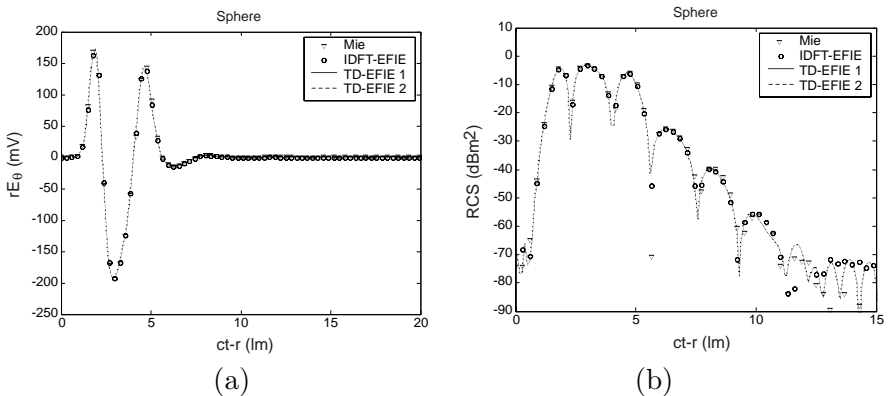 Sphere
200
150
100
50
0
-50
-100
-150
-200
-250
rEθ (mV)
Mie
IDFT-EFIE
TD-EFIE 1
TD-EFIE 2
0 5 10 15 20
ct-r (lm)
(a)
Sphere
10
0
-10
-20
-30
-40
-50
-60
-70
-80
-90
RCS (dBm2)
Mie
IDFT-EFIE
TD-EFIE 1
TD-EFIE 2
0 5 10 15
ct-r (lm)
(b)